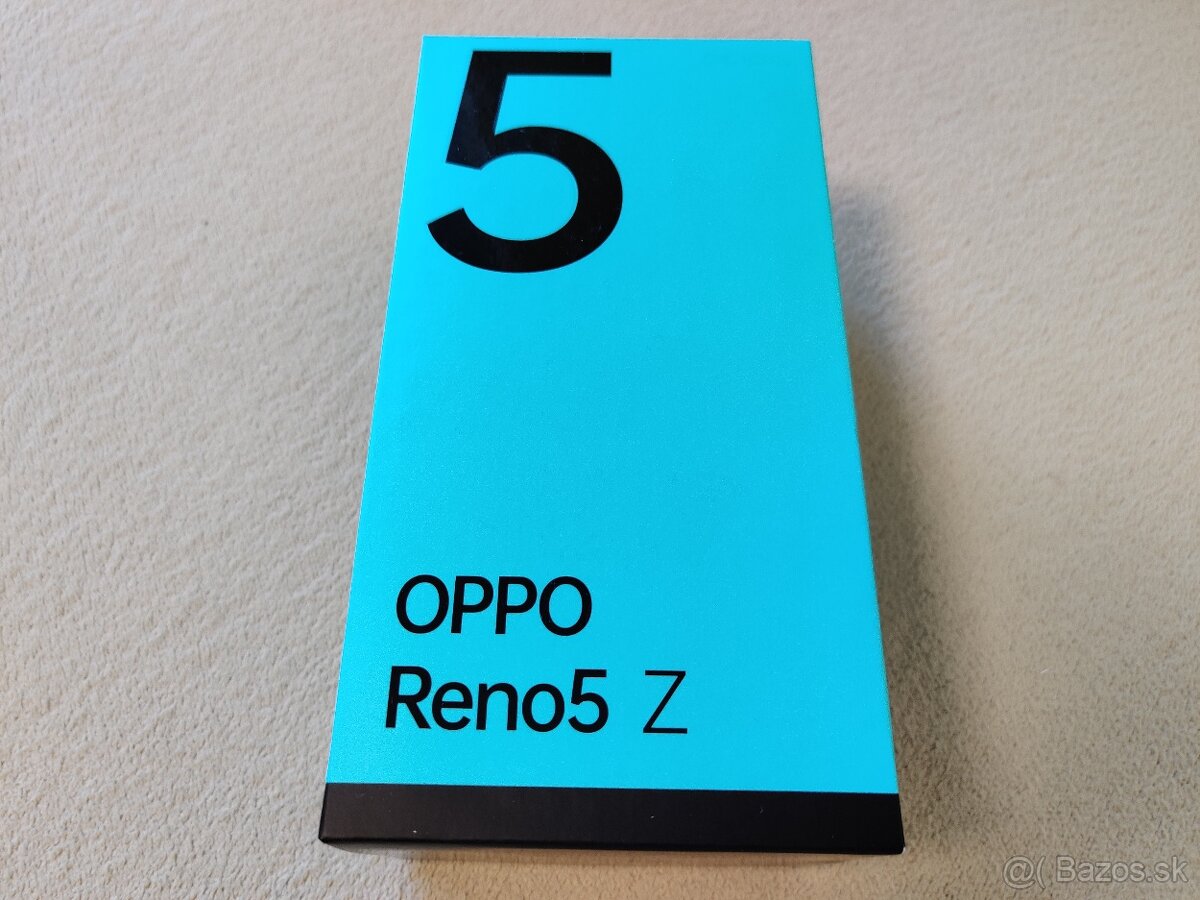 5
OPPO
Reno5 Z
@( Bazos.sk